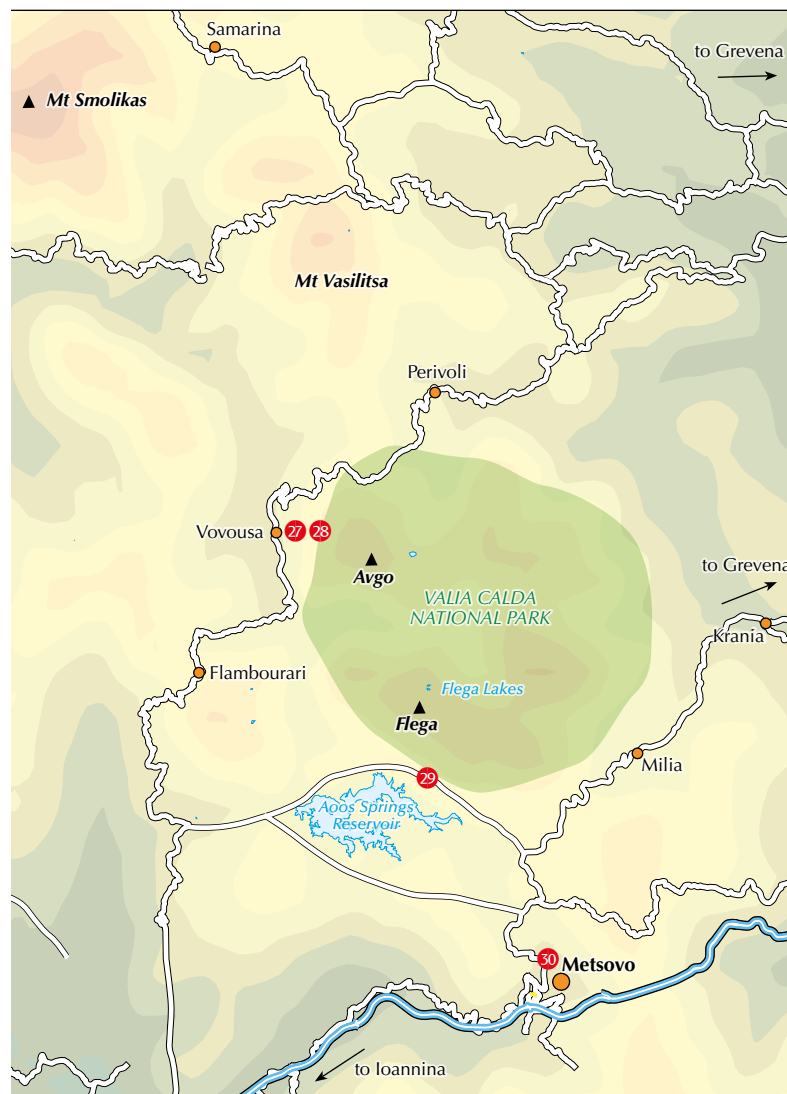 Samarina
to Grevena
Mt Smolikas
Mt Vasilitsa
Perivoli
Vovousa
27
28
Avgo
to Grevena
VALIA CALDA
NATIONAL PARK
Krania
Flambourari
Flega Lakes
Flega
Milia
29
Aoos Springs
Reservoir
30
Metsovo
to Ioannina